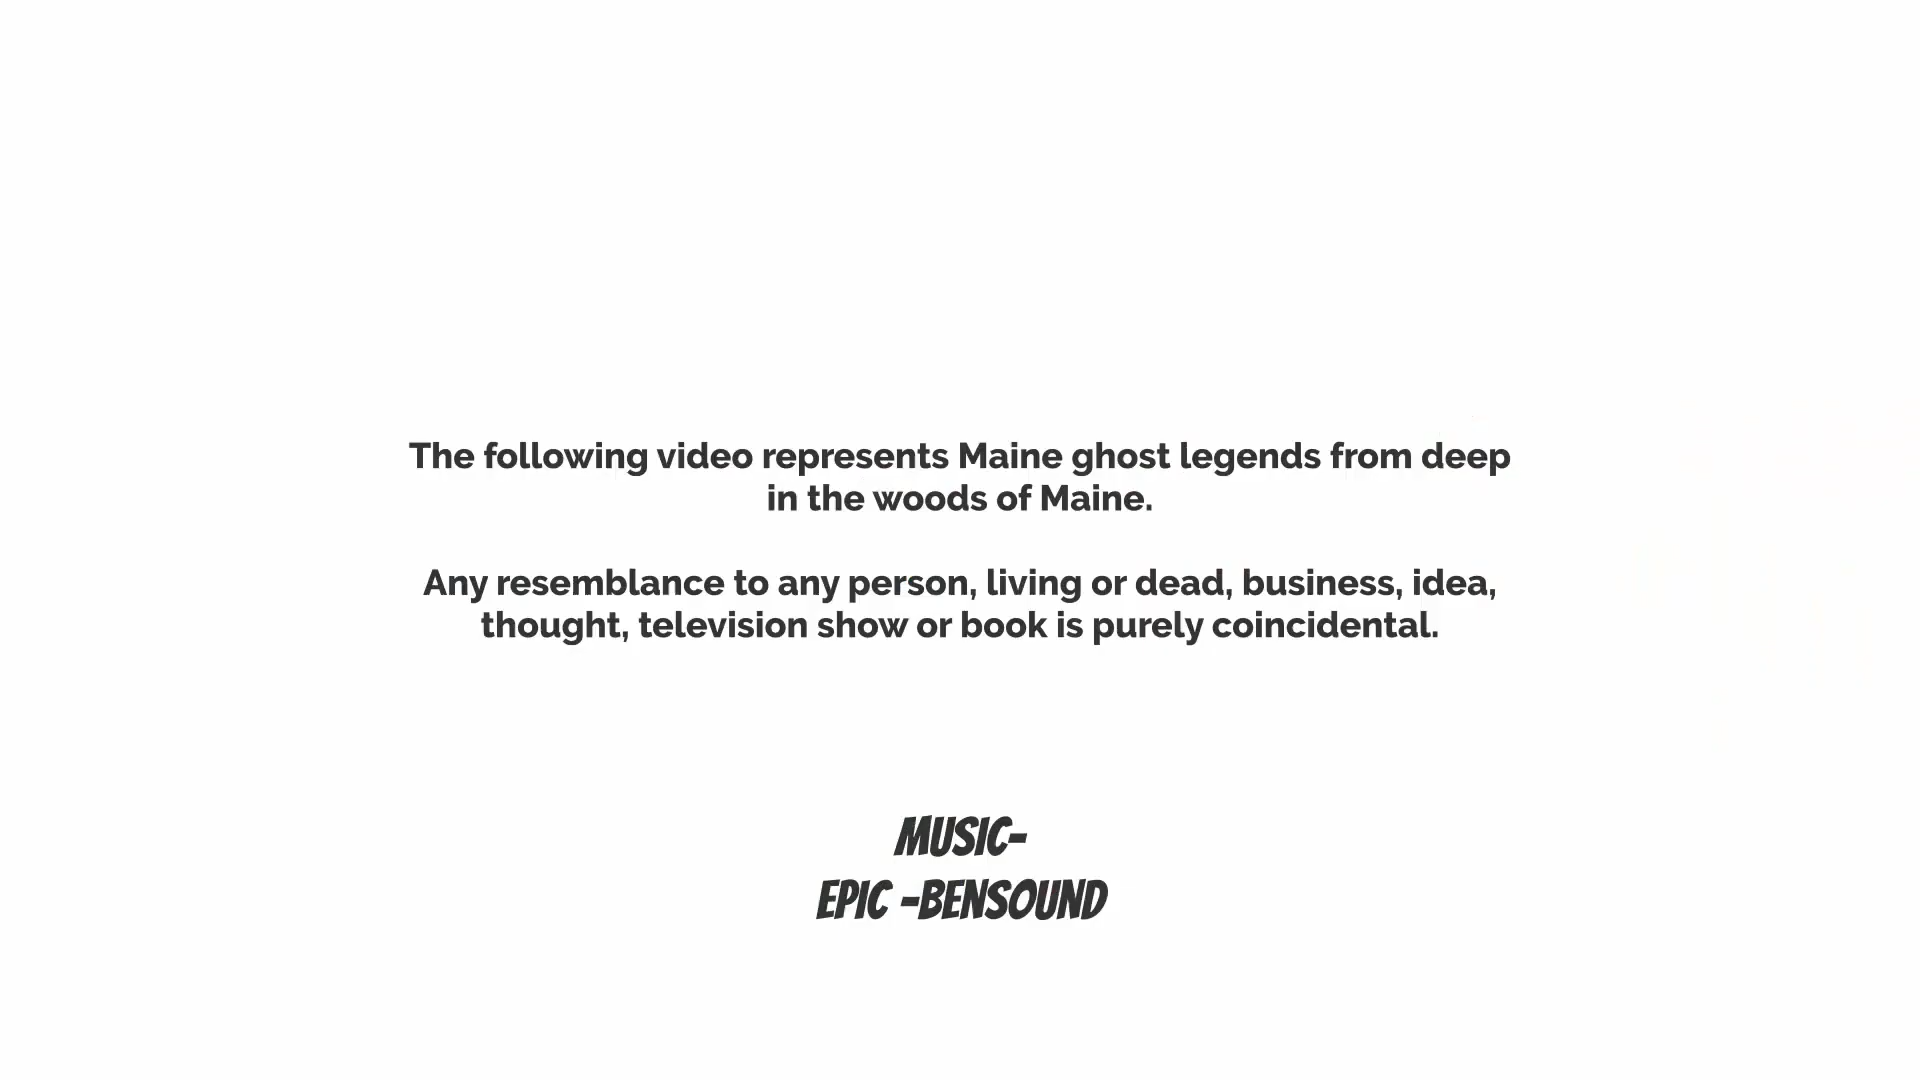 The following video represents Maine ghost legends from deep
in the woods of Maine.
Any resemblance to any person, living or dead, business, idea,
thought, television show or book is purely coincidental.
MUSIC-
EPIC -BENSOUND